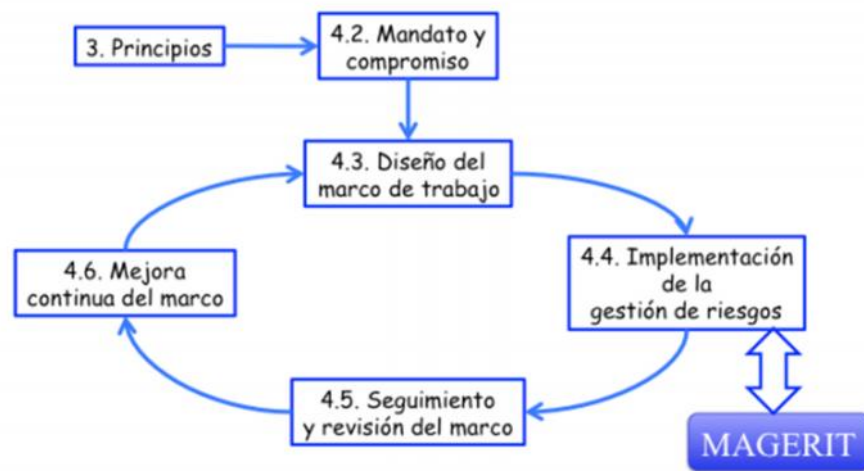 3. Principios
4.2. Mandato y
compromiso
4.3. Diseño del
marco de trabajo
4.6. Mejora
continua del marco
4.4. Implementación
de la
gestión de riesgos
4.5. Seguimiento
y revisión del marco
MAGERIT